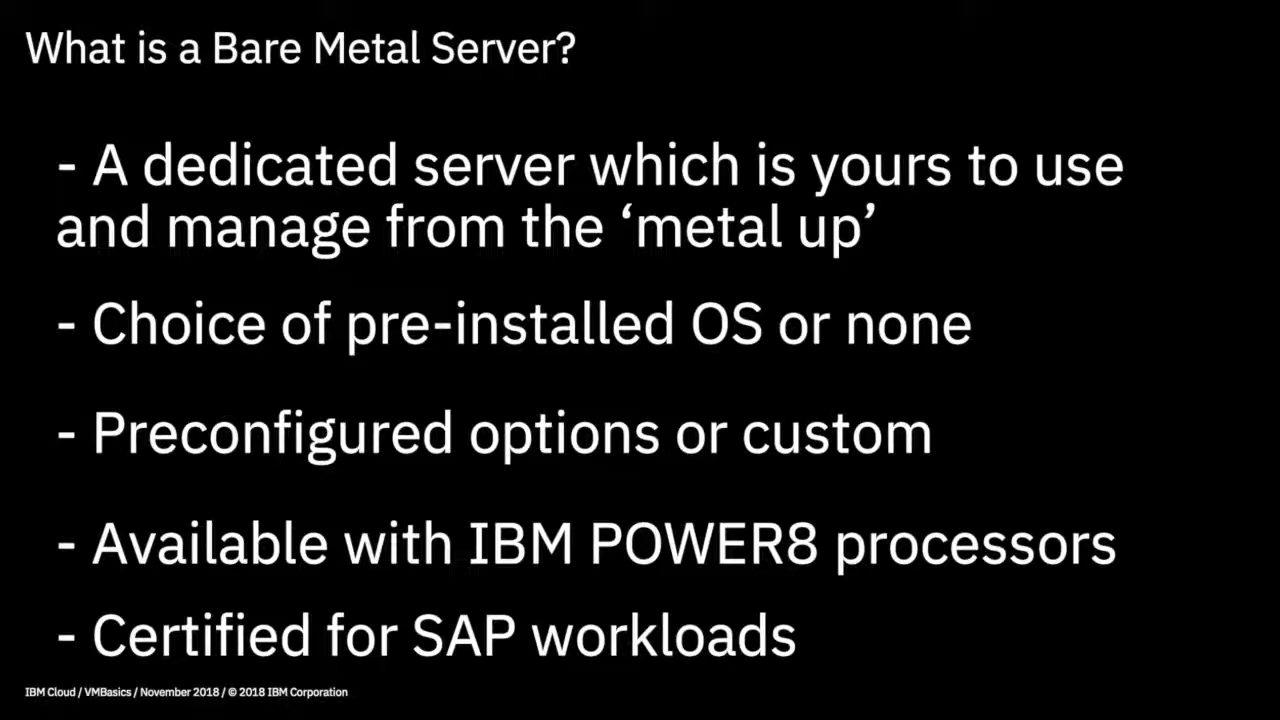 What is a Bare Metal Server?
- A dedicated server which is yours to use
and manage from the ‘metal up’
- Choice of pre-installed OS or none
- Preconfigured options or custom
- Available with IBM POWER8 processors
- Certified for SAP workloads
IBM Cloud / VMBasics / November 2018 / © 2018 IBM Corporation